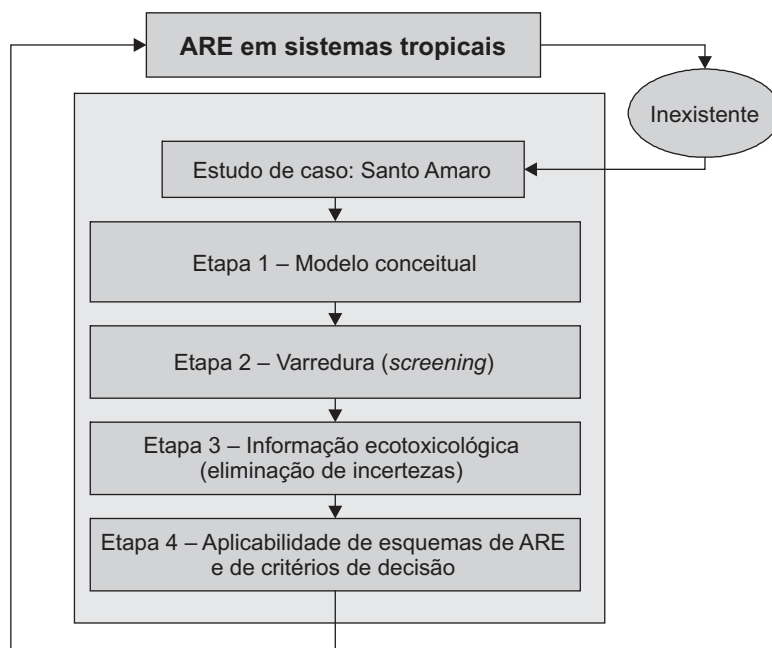 ARE em sistemas tropicais
Inexistente
Estudo de caso: Santo Amaro
Etapa 1 – Modelo conceitual
Etapa 2 – Varredura (screening)
Etapa 3 – Informação ecotoxicológica
(eliminação de incertezas)
Etapa 4 – Aplicabilidade de esquemas de ARE
e de critérios de decisão